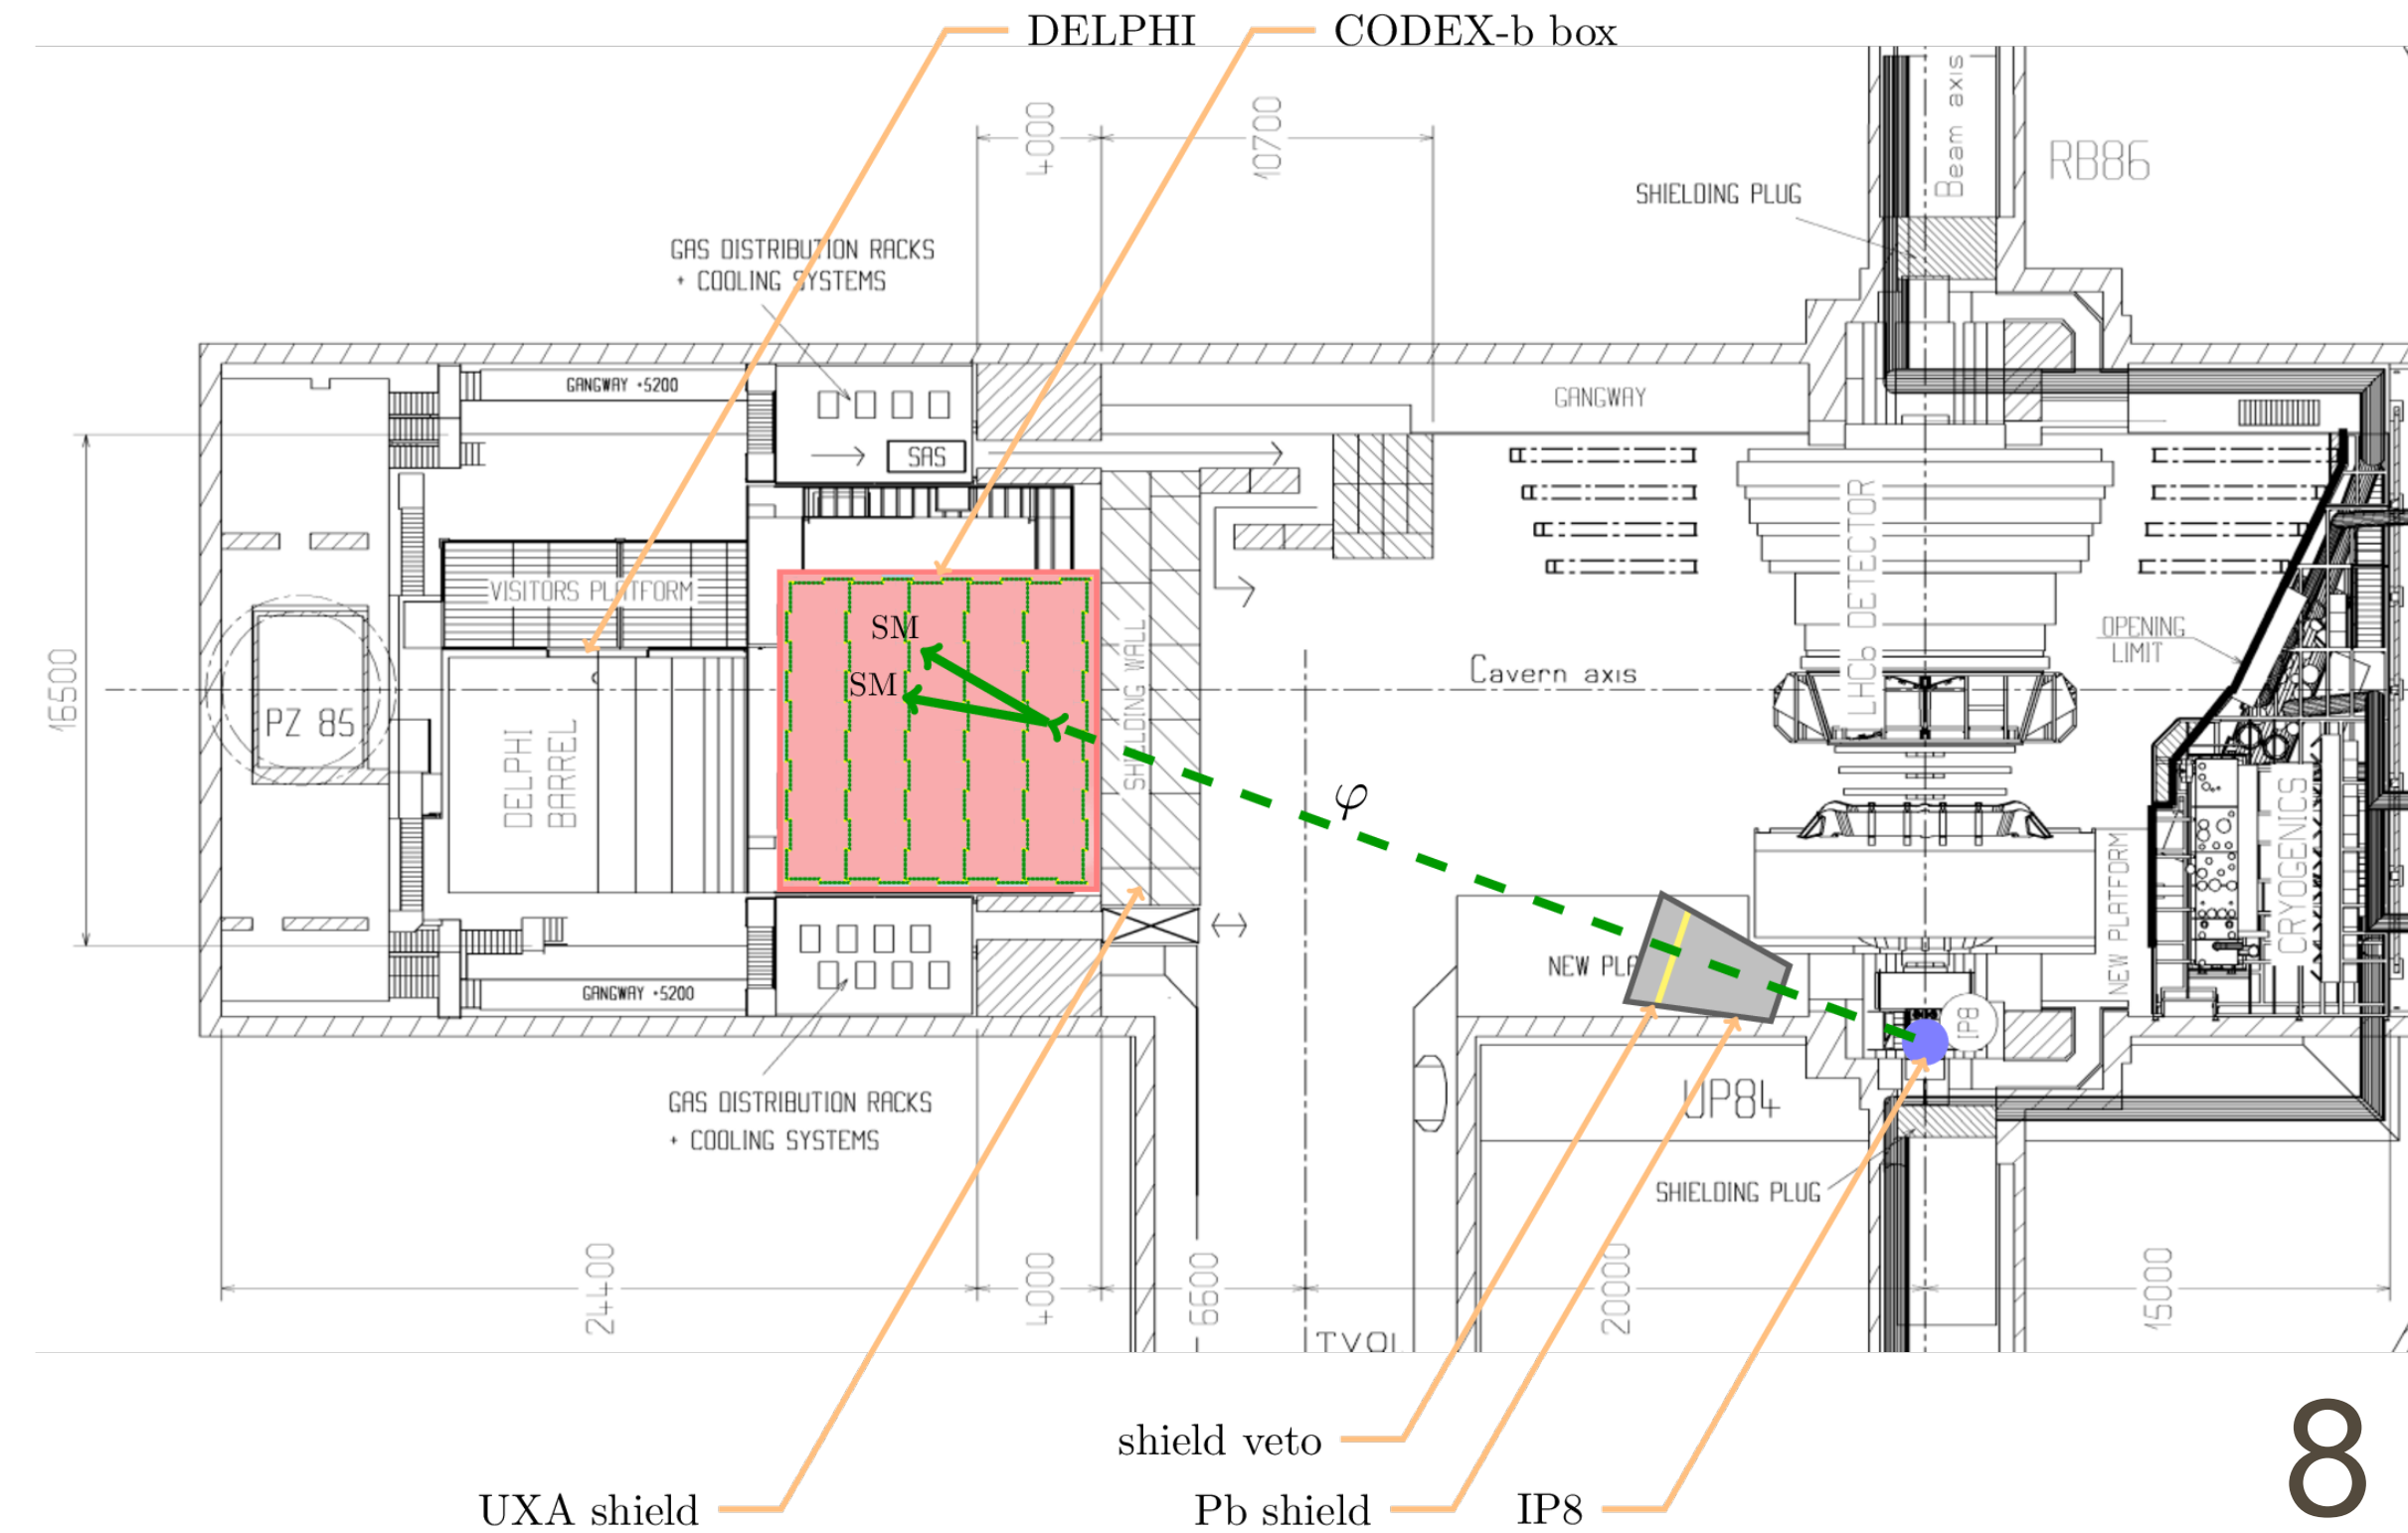 DELPHI
CODEX-b box
4000
10700
Beam axis
RB86
SHIELDING PLUG
GAS DISTRIBUTION RACKS
+ COOLING SYSTEMS
GANGWAY +5200
GANGWAY
SAS
LHCb DETECTOR
VISITORS PLATFORM
SM
SM
SHIELDING WALL
OPENING
LIMIT
Cavern axis
16500
PZ 85
DELPHI
BARREL
φ
CRYOGENICS
NEW PLATFORM
NEW PLA
IP8
GANGWAY +5200
UP84
GAS DISTRIBUTION RACKS
+ COOLING SYSTEMS
SHIELDING PLUG
24400
4000
6600
20000
15000
shield veto
UXA shield
Pb shield
IP8
8